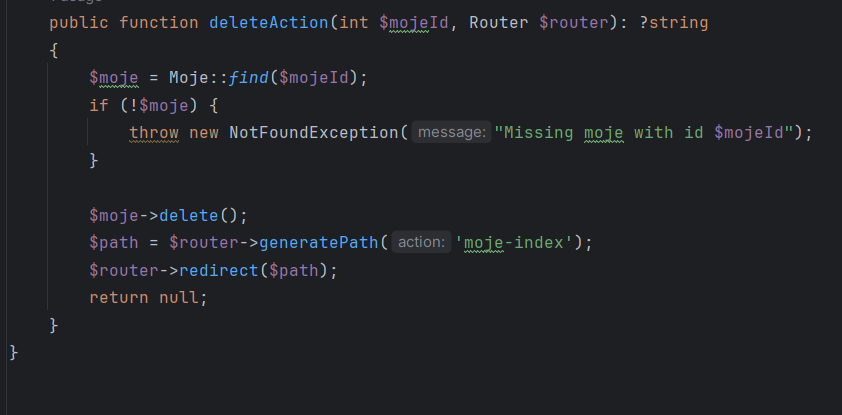 public function deleteAction(int $mojeId, Router $router): ?string
{
$moje = Moje::find($mojeId);
if (!$moje) {
throw new NotFoundException( message: "Missing moje with id $mojeId");
}
$moje->delete();
$path = $router->generatePath( action: 'moje-index');
$router->redirect($path);
return null;
}
}